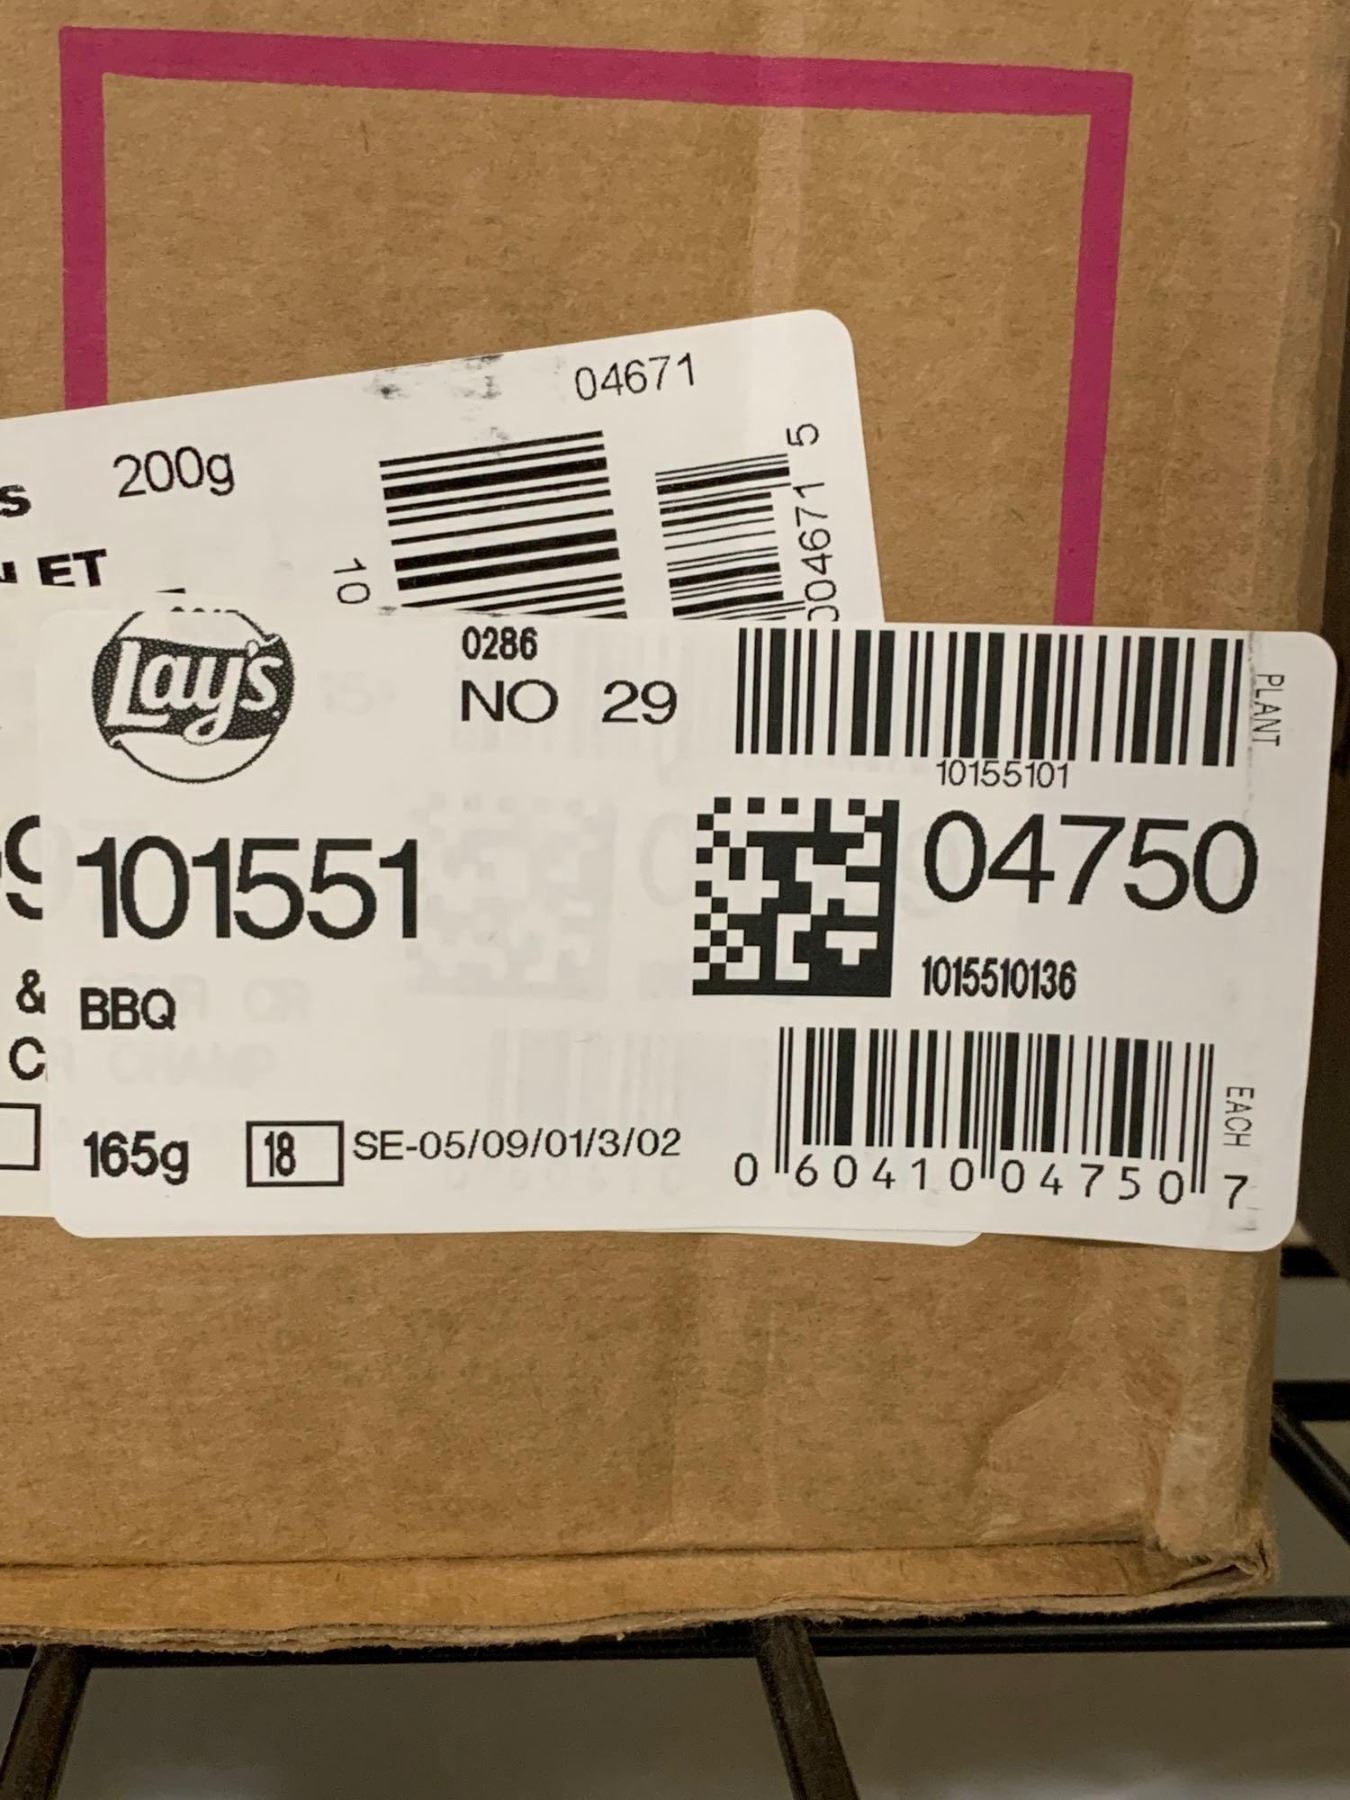 04671
200g
s
ET
10
004671 5
Lay's
0286
NO 29
PLANT
10155101
101551
04750
1015510136
&
BBQ
C
165g
18
SE-05/09/01/3/02
EACH
0 60410 04750 7